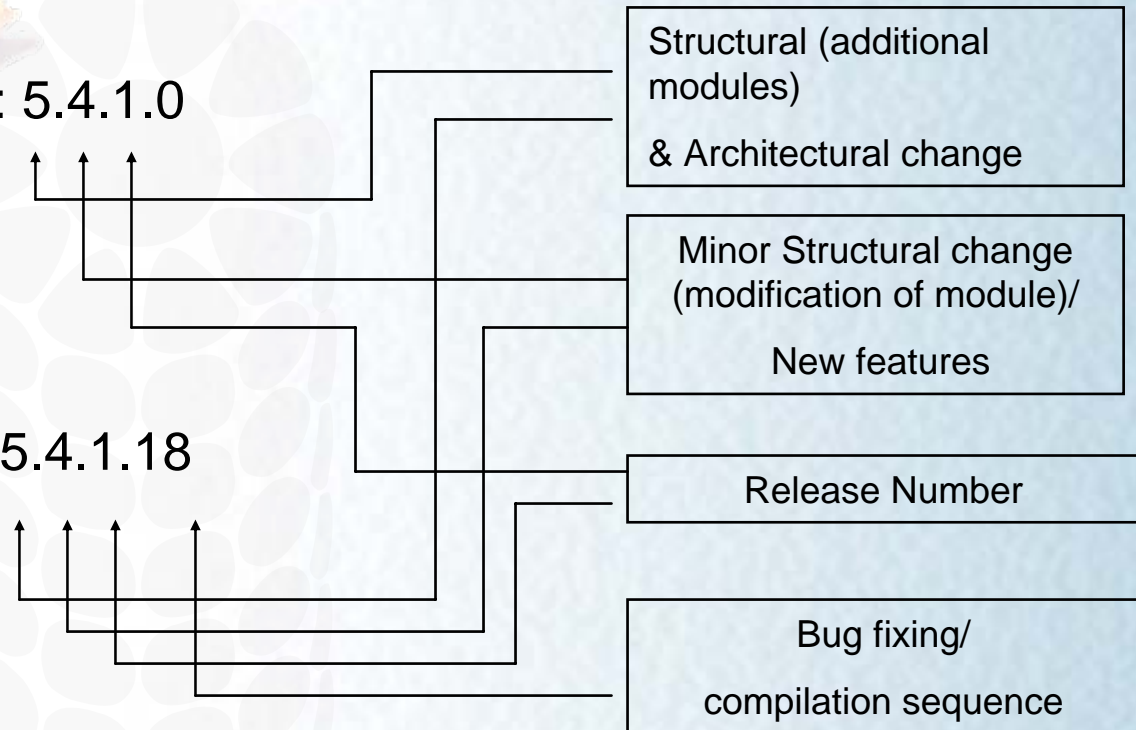 : 5.4.1.0
5.4.1.18
Structural (additional
modules)
& Architectural change
Minor Structural change
(modification of module)/
New features
Release Number
Bug fixing/
compilation sequence